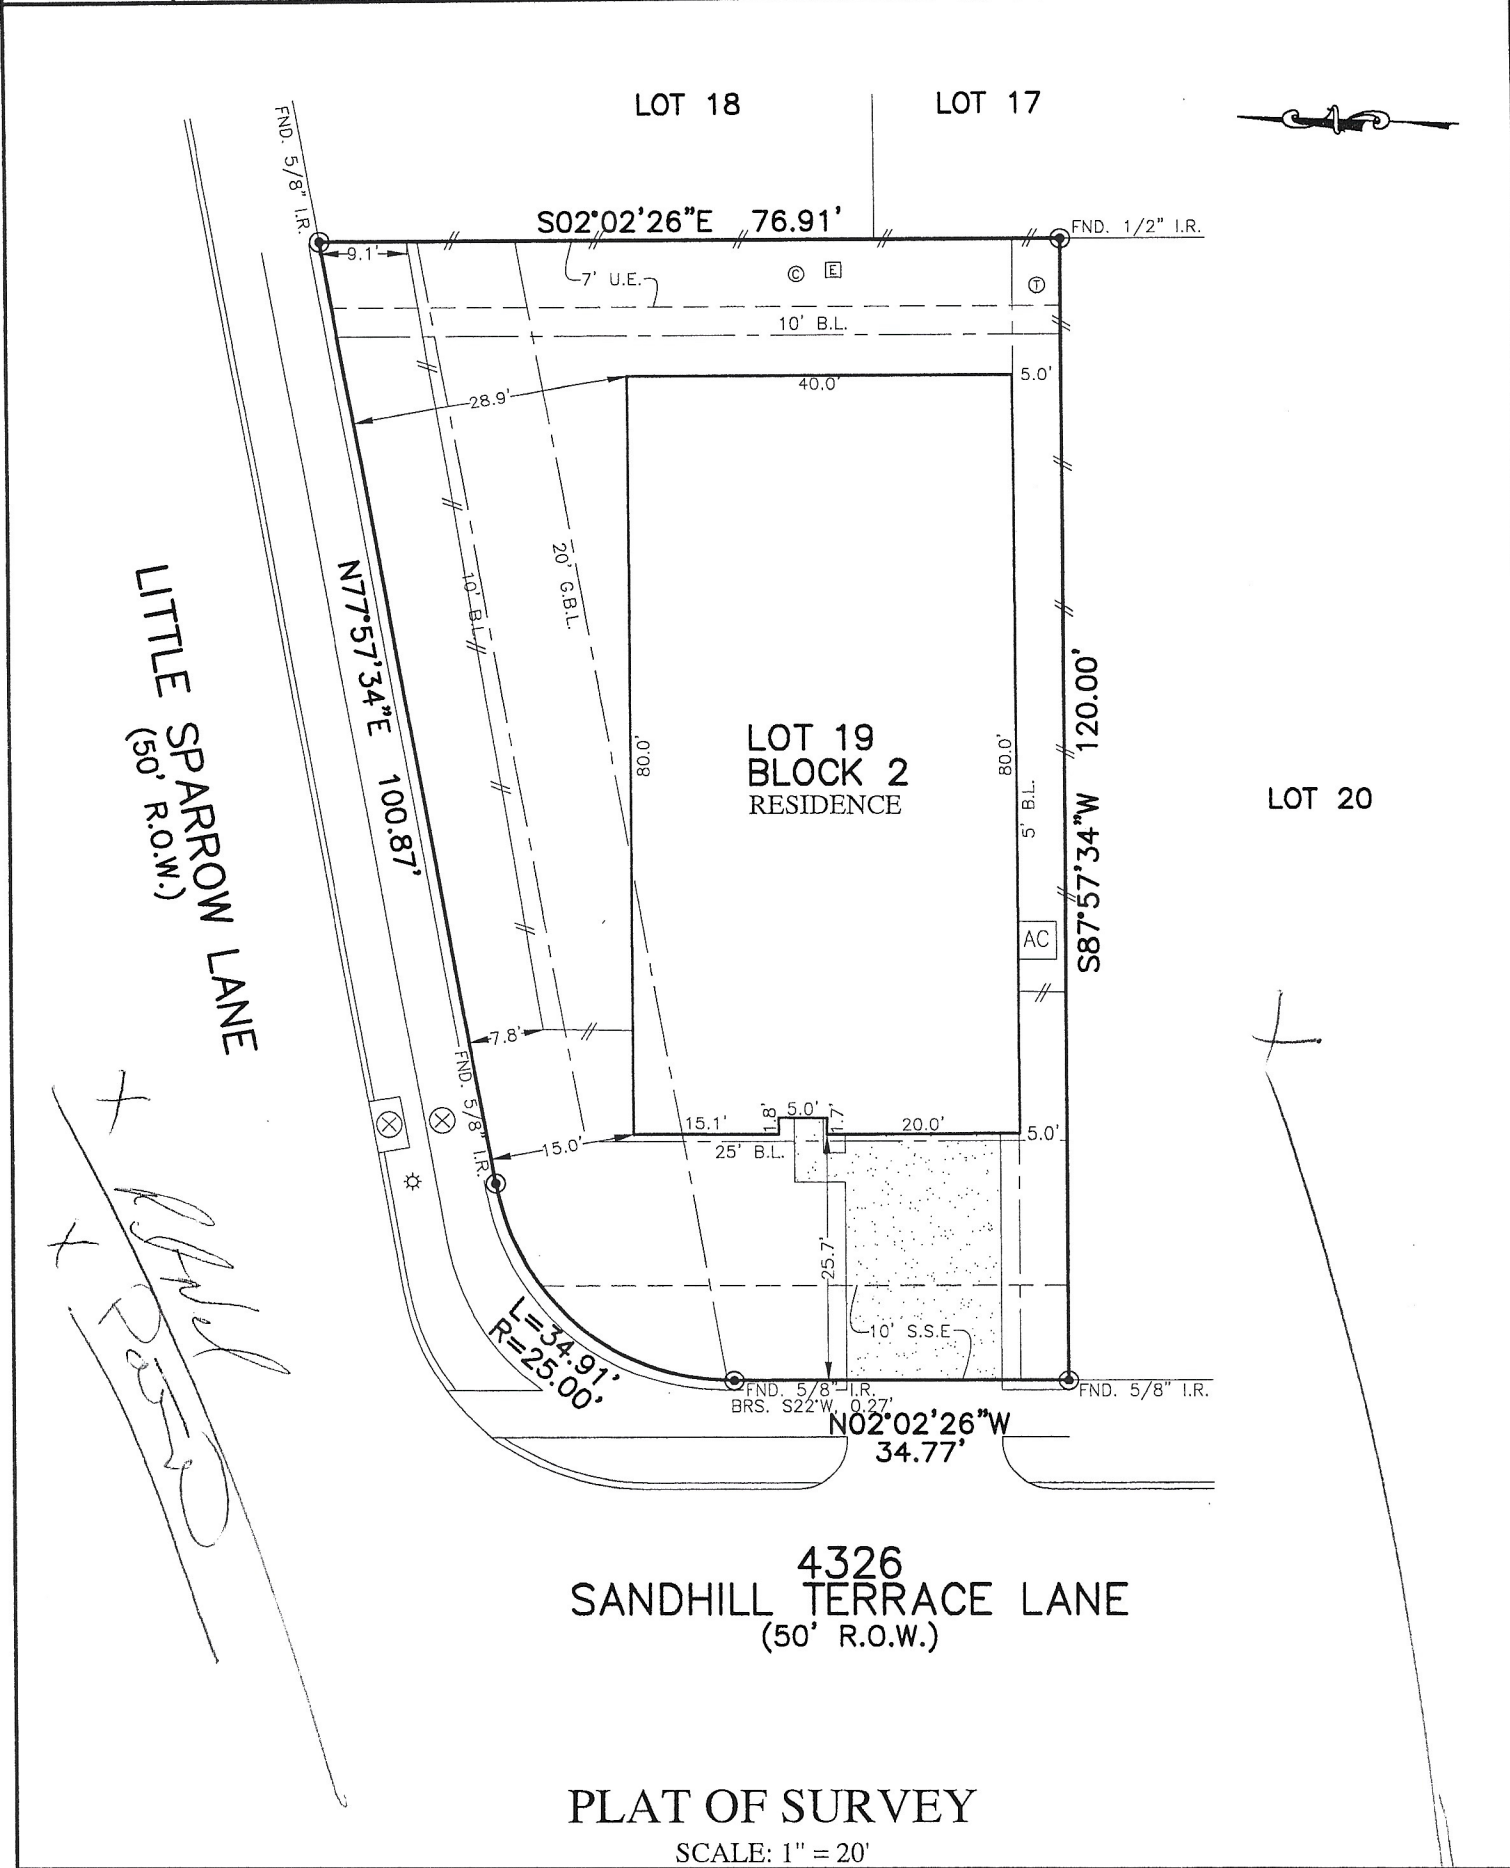 LOT 18
LOT 17
FND. 5/8" I.R.
S02°02'26"E 76.91'
FND. 1/2" I.R.
9.1'
7' U.E.
C
E
T
10' B.L.
28.9'
40.0'
5.0'
N77°57'34"E 100.87'
10' B.L.
20' G.B.L.
LITTLE SPARROW LANE
(50' R.O.W.)
80.0'
LOT 19
BLOCK 2
RESIDENCE
80.0'
5' B.L.
S87°57'34"W 120.00'
LOT 20
AC
7.8'
FND. 5/8" I.R.
15.0'
15.1'
1.8'
5.0'
1.7'
20.0'
5.0'
25' B.L.
25.7'
10' S.S.E
L=34.91'
R=25.00'
FND. 5/8" I.R.
BRS. S22°W, 0.27'
FND. 5/8" I.R.
N02°02'26"W
34.77'
4326
SANDHILL TERRACE LANE
(50' R.O.W.)
PLAT OF SURVEY
SCALE: 1" = 20'